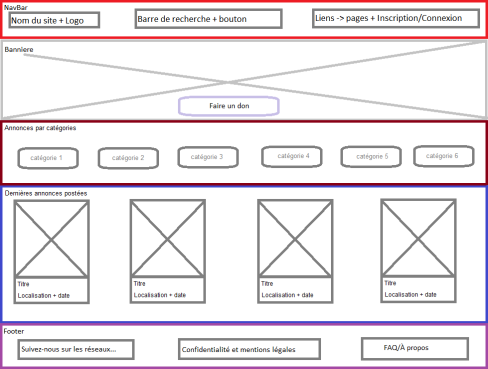 NavBar
Nom du site + Logo
Barre de recherche + bouton
Liens -> pages + Inscription/Connexion
Banniere
Faire un don
Annonces par catégories
catégorie 1
catégorie 2
catégorie 3
catégorie 4
catégorie 5
catégorie 6
Dernières annonces postées
Titre
Localisation + date
Titre
Localisation + date
Titre
Localisation + date
Titre
Localisation + date
Footer
Suivez-nous sur les réseaux...
Confidentialité et mentions légales
FAQ/À propos